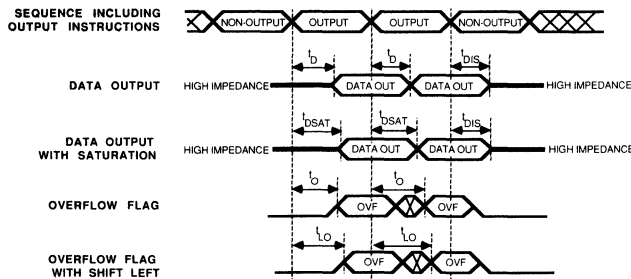 SEQUENCE INCLUDING
OUTPUT INSTRUCTIONS
NON-OUTPUT OUTPUT OUTPUT NON-OUTPUT
tD tD tDIS
DATA OUTPUT
HIGH IMPEDANCE DATA OUT DATA OUT HIGH IMPEDANCE
tDSAT tDSAT tDIS
DATA OUTPUT
WITH SATURATION
HIGH IMPEDANCE DATA OUT DATA OUT HIGH IMPEDANCE
tO tO
OVERFLOW FLAG
OVF OVF
tLO tLO
OVERFLOW FLAG
WITH SHIFT LEFT
OVF OVF